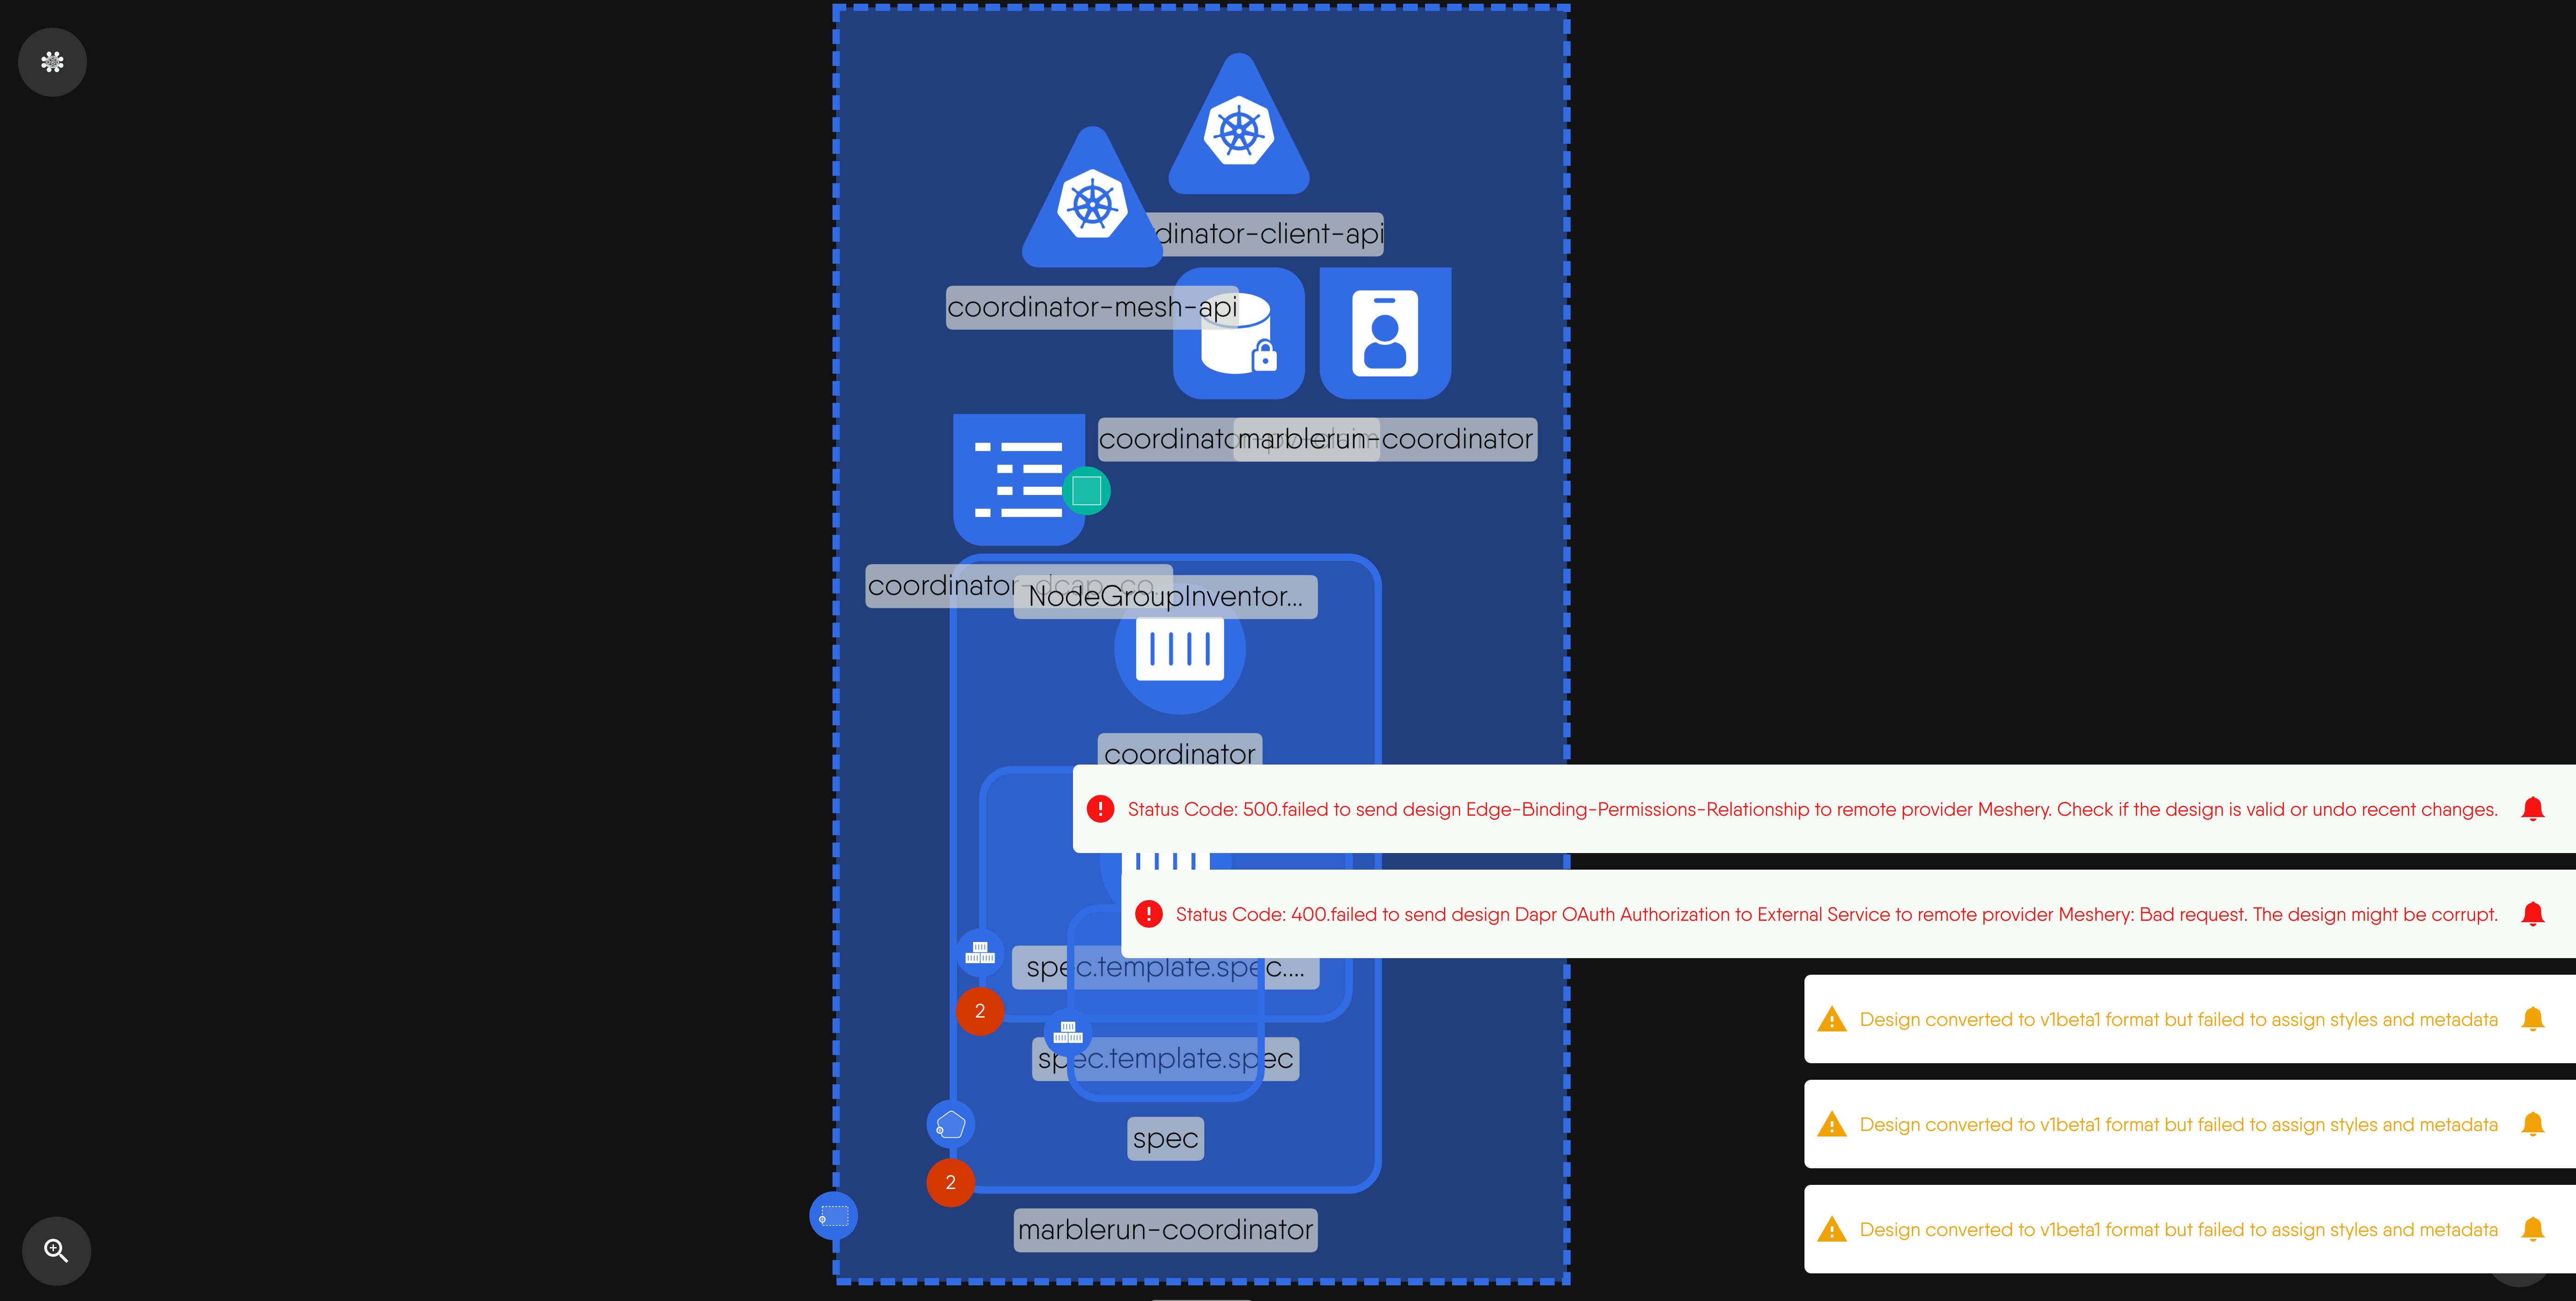 dinator-client-api
coordinator-mesh-api
coordinato
marblerun-coordinator
coordinator-dcap_co...
NodeGroupInventor...
coordinator
Status Code: 500.failed to send design Edge-Binding-Permissions-Relationship to remote provider Meshery. Check if the design is valid or undo recent changes.
Status Code: 400.failed to send design Dapr OAuth Authorization to External Service to remote provider Meshery: Bad request. The design might be corrupt.
spec.template.spec....
2
Design converted to v1beta1 format but failed to assign styles and metadata
spec.template.spec
Design converted to v1beta1 format but failed to assign styles and metadata
spec
2
marblerun-coordinator
Design converted to v1beta1 format but failed to assign styles and metadata